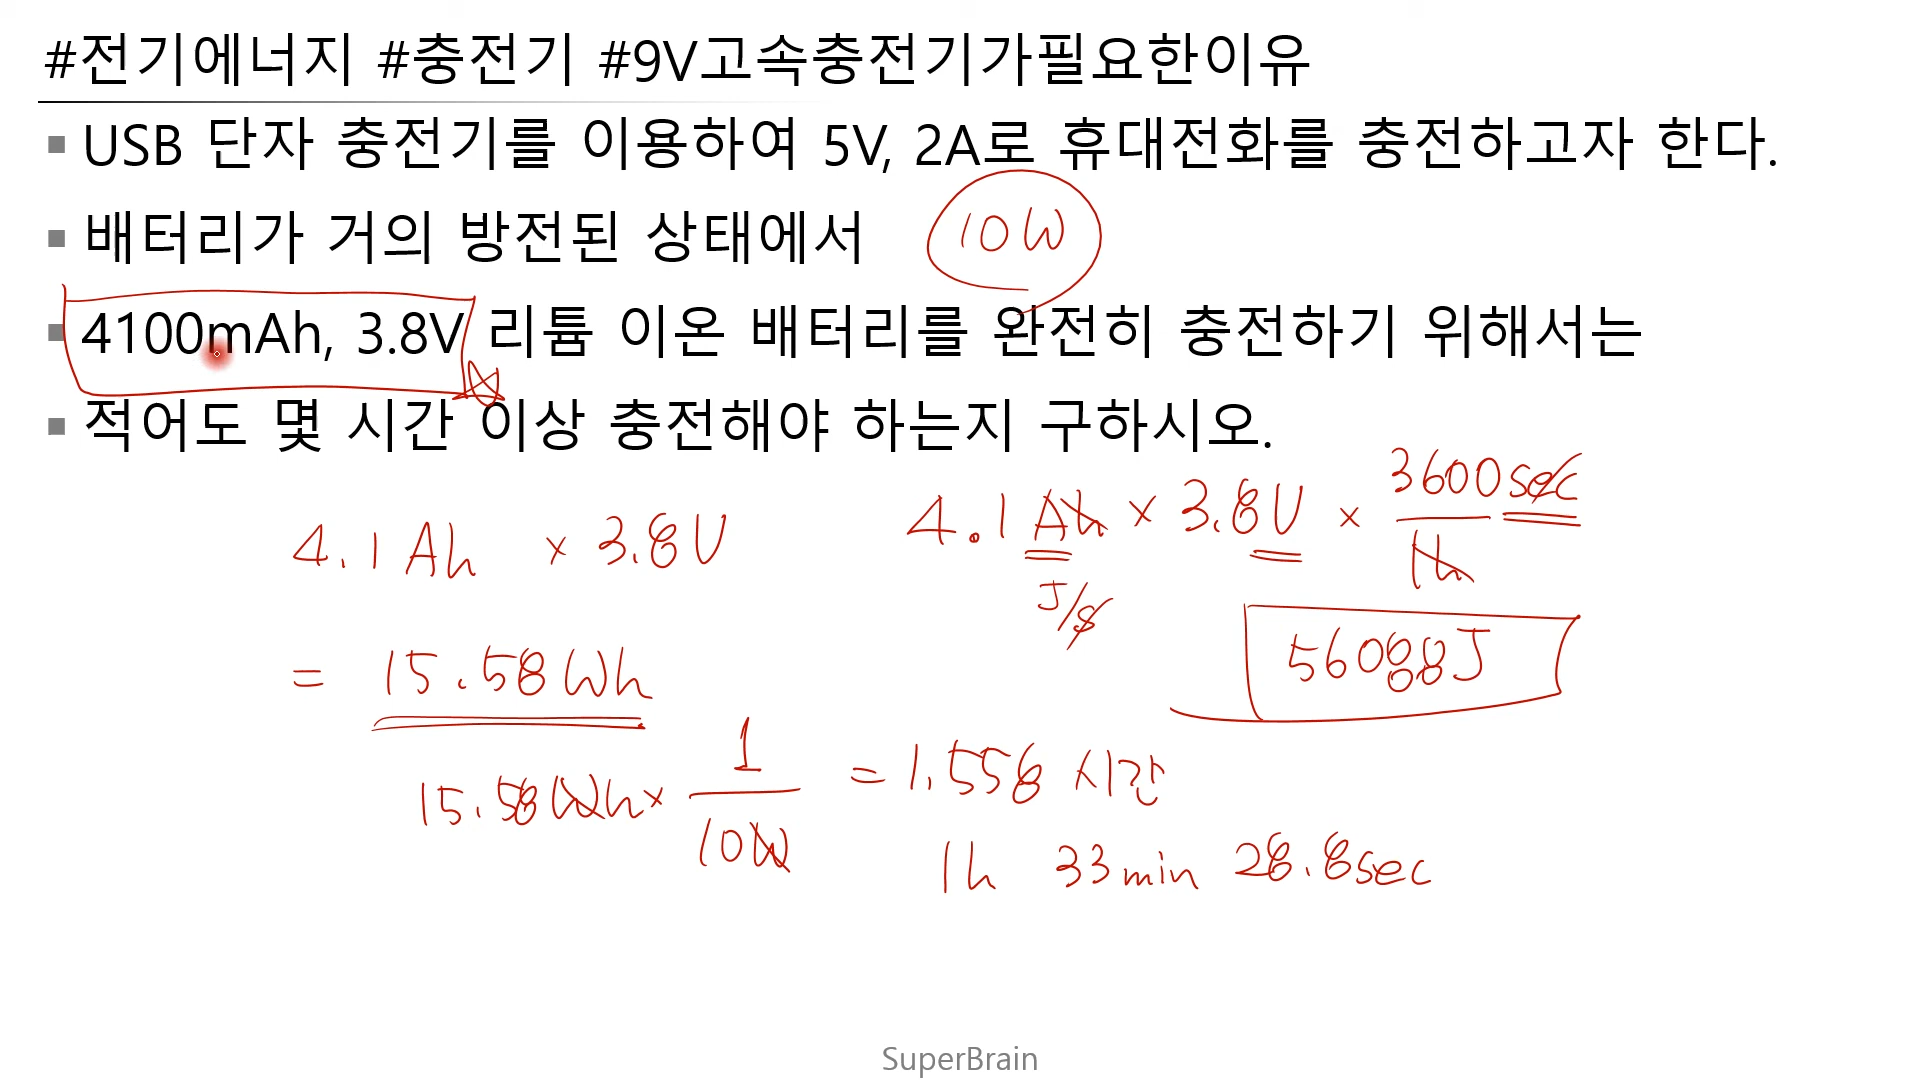 #전기에너지 #충전기 #9V고속충전기가필요한이유
USB 단자 충전기를 이용하여 5V, 2A로 휴대전화를 충전하고자 한다.
배터리가 거의 방전된 상태에서
10W
4100mAh, 3.8V 리튬 이온 배터리를 완전히 충전하기 위해서는
적어도 몇 시간 이상 충전해야 하는지 구하시오.
4.1Ah × 3.8V
4.1Ah × 3.8V × 3600sec
1h
J/s
= 15.58Wh
56088J
15.58Wh × 1 = 1.558 시간
10W
1h 33min 28.8sec
SuperBrain